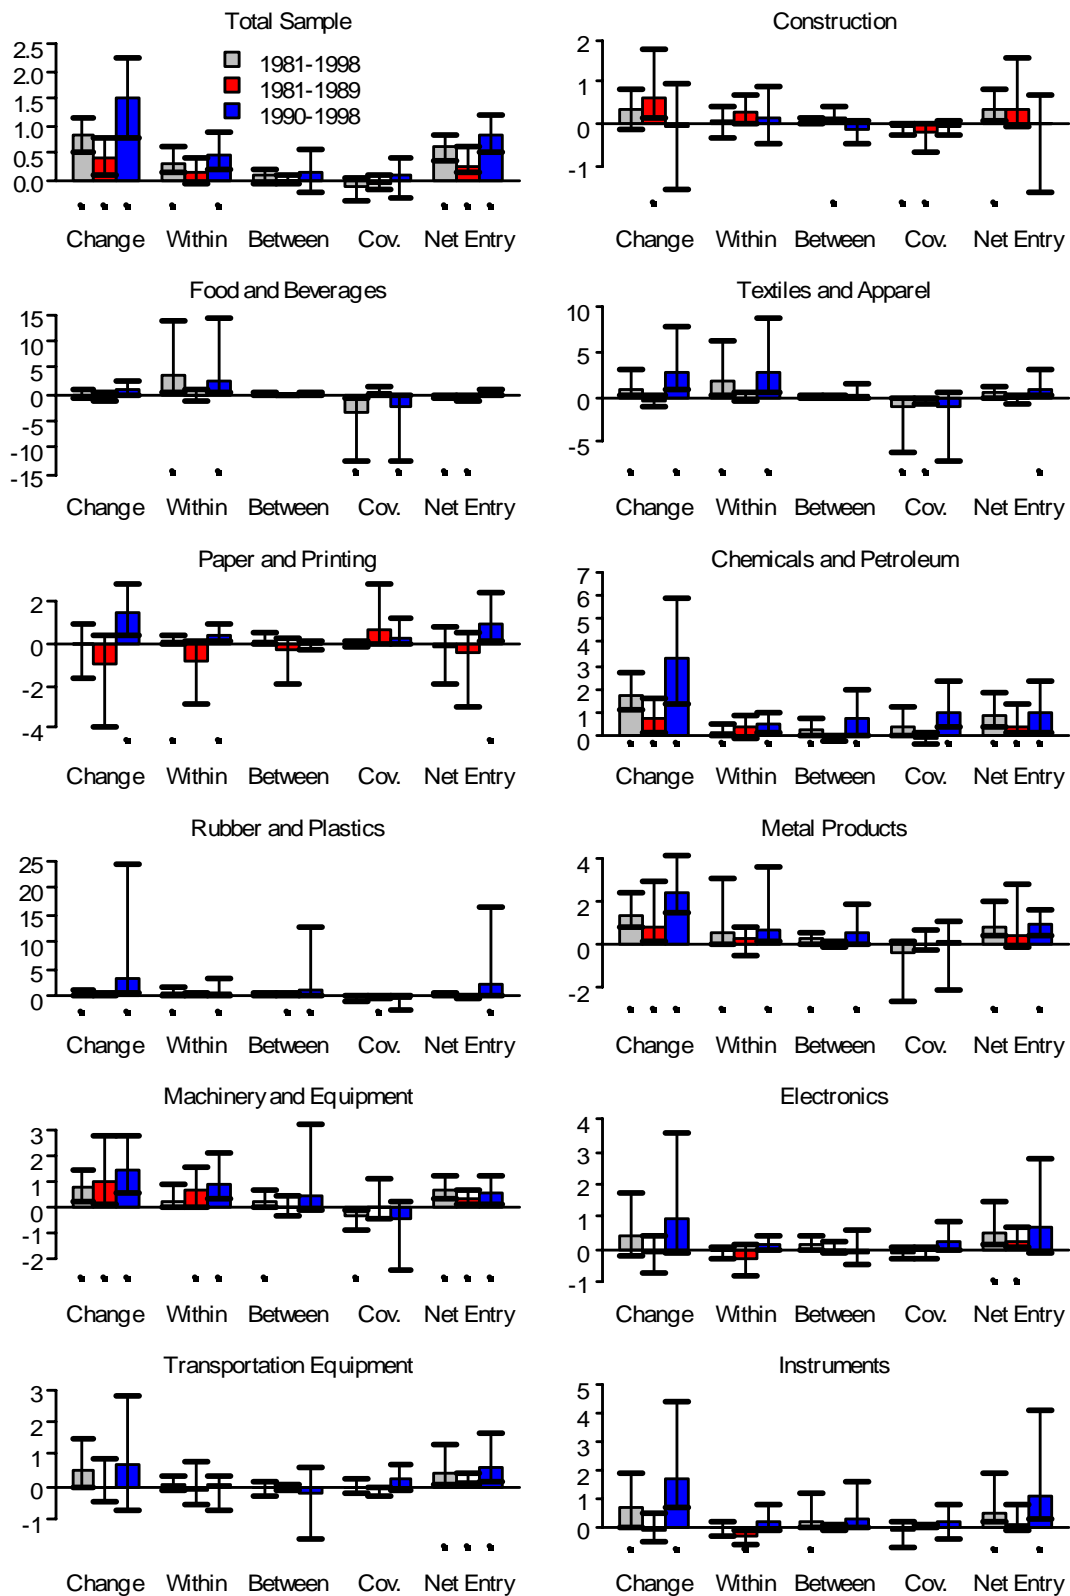 Total Sample
2.5
2.0
1.5
1.0
0.5
0.0
1981-1998
1981-1989
1990-1998
Change Within Between Cov. Net Entry
Construction
2
1
0
-1
Change Within Between Cov. Net Entry
Food and Beverages
15
10
5
0
-5
-10
-15
Change Within Between Cov. Net Entry
Textiles and Apparel
10
5
0
-5
Change Within Between Cov. Net Entry
Paper and Printing
2
0
-2
-4
Change Within Between Cov. Net Entry
Chemicals and Petroleum
7
6
5
4
3
2
1
0
Change Within Between Cov. Net Entry
Rubber and Plastics
25
20
15
10
5
0
Change Within Between Cov. Net Entry
Metal Products
4
2
0
-2
Change Within Between Cov. Net Entry
Machinery and Equipment
3
2
1
0
-1
-2
Change Within Between Cov. Net Entry
Electronics
4
3
2
1
0
-1
Change Within Between Cov. Net Entry
Transportation Equipment
3
2
1
0
-1
Change Within Between Cov. Net Entry
Instruments
5
4
3
2
1
0
Change Within Between Cov. Net Entry